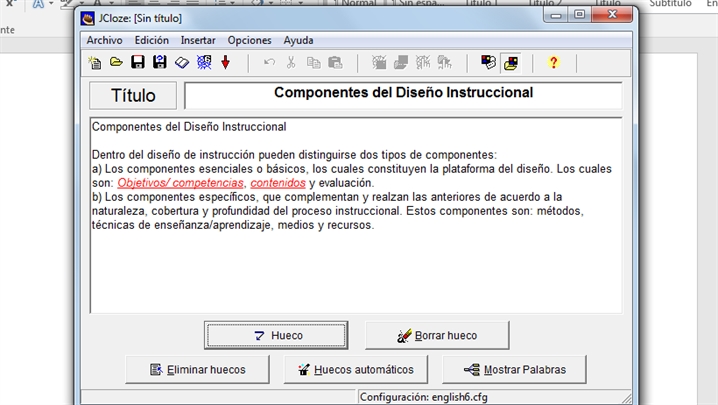 Normal Sin espa... Título 1 Título 2 Título Subtítulo
nte
JCloze: [Sin título]
Archivo Edición Insertar Opciones Ayuda
Título
Componentes del Diseño Instruccional
Componentes del Diseño Instruccional
Dentro del diseño de instrucción pueden distinguirse dos tipos de componentes:
a) Los componentes esenciales o básicos, los cuales constituyen la plataforma del diseño. Los cuales
son: Objetivos/ competencias, contenidos y evaluación.
b) Los componentes específicos, que complementan y realzan las anteriores de acuerdo a la
naturaleza, cobertura y profundidad del proceso instruccional. Estos componentes son: métodos,
técnicas de enseñanza/aprendizaje, medios y recursos.
Hueco Borrar hueco
Eliminar huecos Huecos automáticos Mostrar Palabras
Configuración: english6.cfg